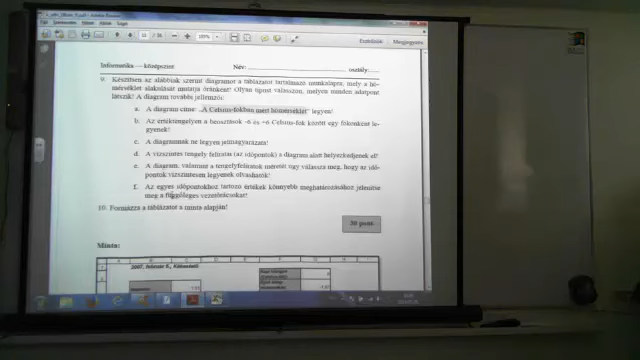 Informatika — középszint Név: osztály:
9. Készítsen az alábbiak szerint diagramot a táblázatot tartalmazó munkalapra, mely a hő-
mérséklet alakulását mutatja óránként! Olyan típust válasszon, melyen minden adatpont
látszik! A diagram további jellemzői:
a. A diagram címe: „A Celsius-fokban mért hőmérséklet" legyen!
b. Az értéktengelyen a beosztások -6 és +6 Celsius-fok között egy fokonként le-
gyenek!
c. A diagramnak ne legyen jelmagyarázata!
d. A vízszintes tengely feliratai (az időpontok) a diagram alatt helyezkedjenek el!
e. A diagram, valamint a tengelyfeliratok méretét úgy válassza meg, hogy az idő-
pontok vízszintesen legyenek olvashatók!
f. Az egyes időpontokhoz tartozó értékek könnyebb meghatározásához jelenítse
meg a függőleges vezetőrácsokat!
10. Formázza a táblázatot a minta alapján!
30 pont
Minta:
2007. február 5., Kékestető